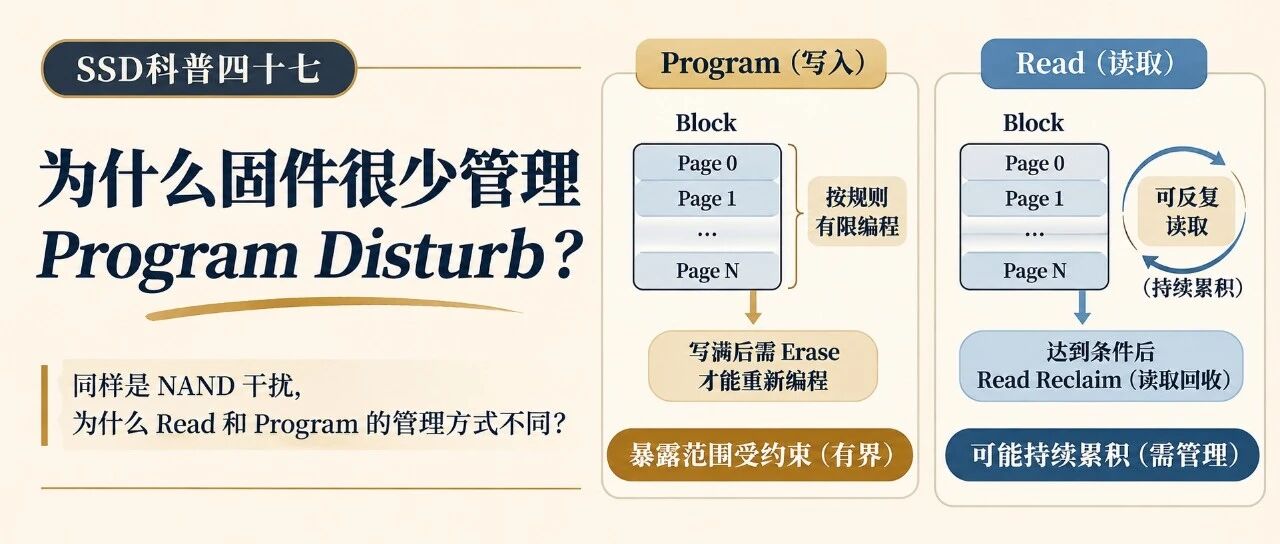 SSD科普四十七
为什么固件很少管理
Program Disturb？
同样是 NAND 干扰，
为什么 Read 和 Program 的管理方式不同？
Program（写入）
Block
Page 0
Page 1
...
Page N
按规则
有限编程
写满后需 Erase
才能重新编程
暴露范围受约束（有界）
Read（读取）
Block
Page 0
Page 1
...
Page N
可反复
读取
（持续累积）
达到条件后
Read Reclaim（读取回收）
可能持续累积（需管理）